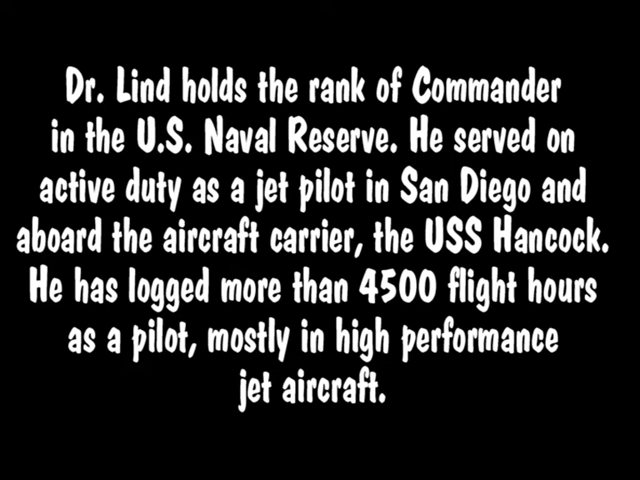 Dr. Lind holds the rank of Commander
in the U.S. Naval Reserve. He served on
active duty as a jet pilot in San Diego and
aboard the aircraft carrier, the USS Hancock.
He has logged more than 4500 flight hours
as a pilot, mostly in high performance
jet aircraft.